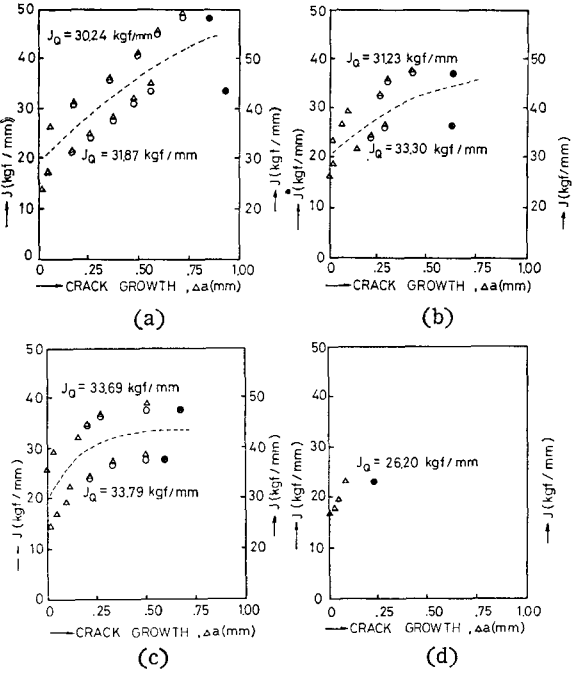 50
40
30
20
10
0
J (kgf / mm)
J_Q = 30,24 kgf/mm
J_Q = 31,87 kgf/mm
50
40
30
20
J (kgf / mm)
0 .25 .50 .75 1,00
CRACK GROWTH , Δa(mm)
(a)
50
40
30
20
10
0
J (kgf/mm)
J_Q = 31,23 kgf/mm
J_Q = 33,30 kgf/mm
50
40
30
20
J (kgf/mm)
0 .25 .50 .75 1,00
CRACK GROWTH , Δa(mm)
(b)
50
40
30
20
10
0
J (kgf/mm)
J_Q = 33,69 kgf/mm
J_Q = 33,79 kgf/mm
50
40
30
20
J (kgf/mm)
0 .25 .50 .75 1,00
CRACK GROWTH , Δa(mm)
(c)
50
40
30
20
10
0
J (kgf/mm)
J_Q = 26,20 kgf/mm
J (kgf/mm)
0 .25 .50 .75 1,00
CRACK GROWTH , Δa(mm)
(d)